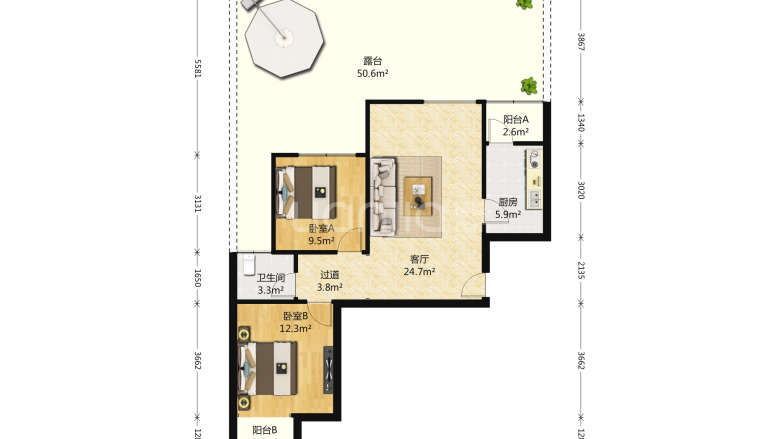 露台
50.6m²
阳台A
2.6m²
厨房
5.9m²
卧室A
9.5m²
客厅
24.7m²
卫生间
3.3m²
过道
3.8m²
卧室B
12.3m²
阳台B
5581
3131
1650
3662
3867
1340
3020
2135
3662